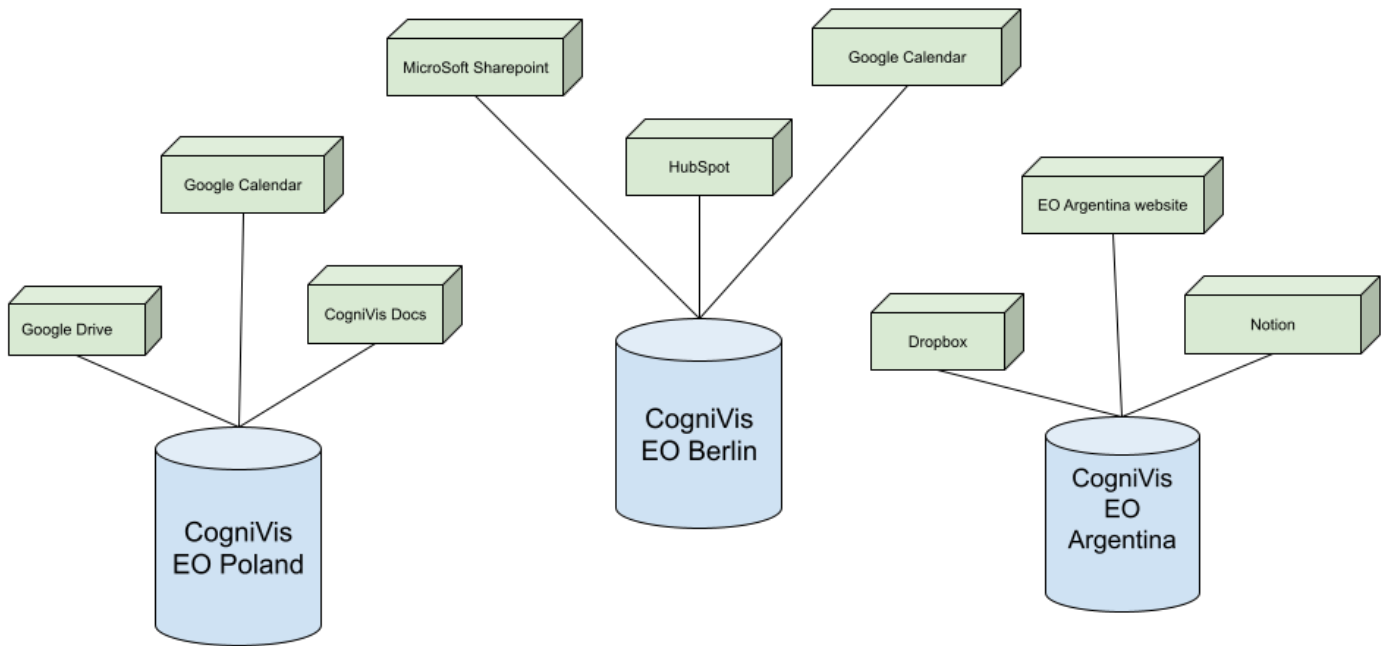 MicroSoft Sharepoint
Google Calendar
HubSpot
Google Calendar
EO Argentina website
Google Drive
CogniVis Docs
Dropbox
Notion
CogniVis
EO Berlin
CogniVis
EO Poland
CogniVis
EO
Argentina